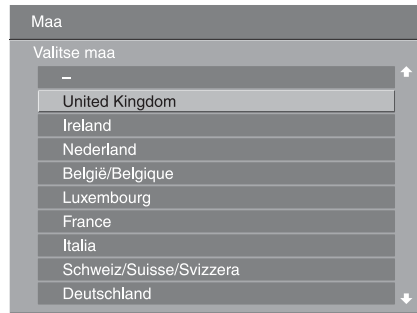 Maa
Valitse maa
–
United Kingdom
Ireland
Nederland
België/Belgique
Luxembourg
France
Italia
Schweiz/Suisse/Svizzera
Deutschland